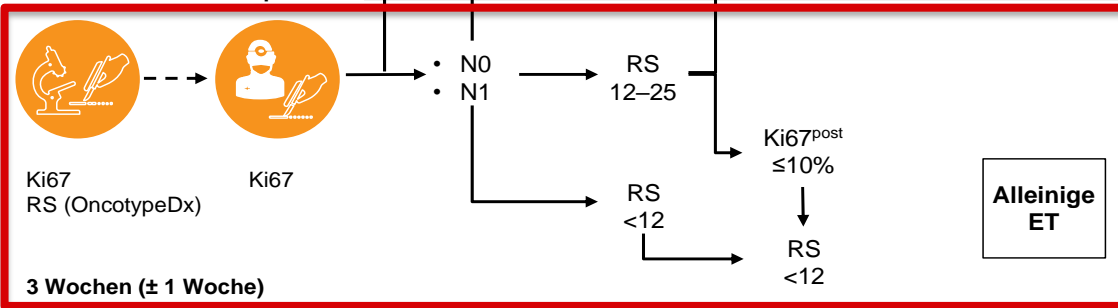 • N0
• N1
RS
12–25
Ki67post
≤10%
Ki67
RS (OncotypeDx)
Ki67
RS
<12
RS
<12
Alleinige
ET
3 Wochen (± 1 Woche)